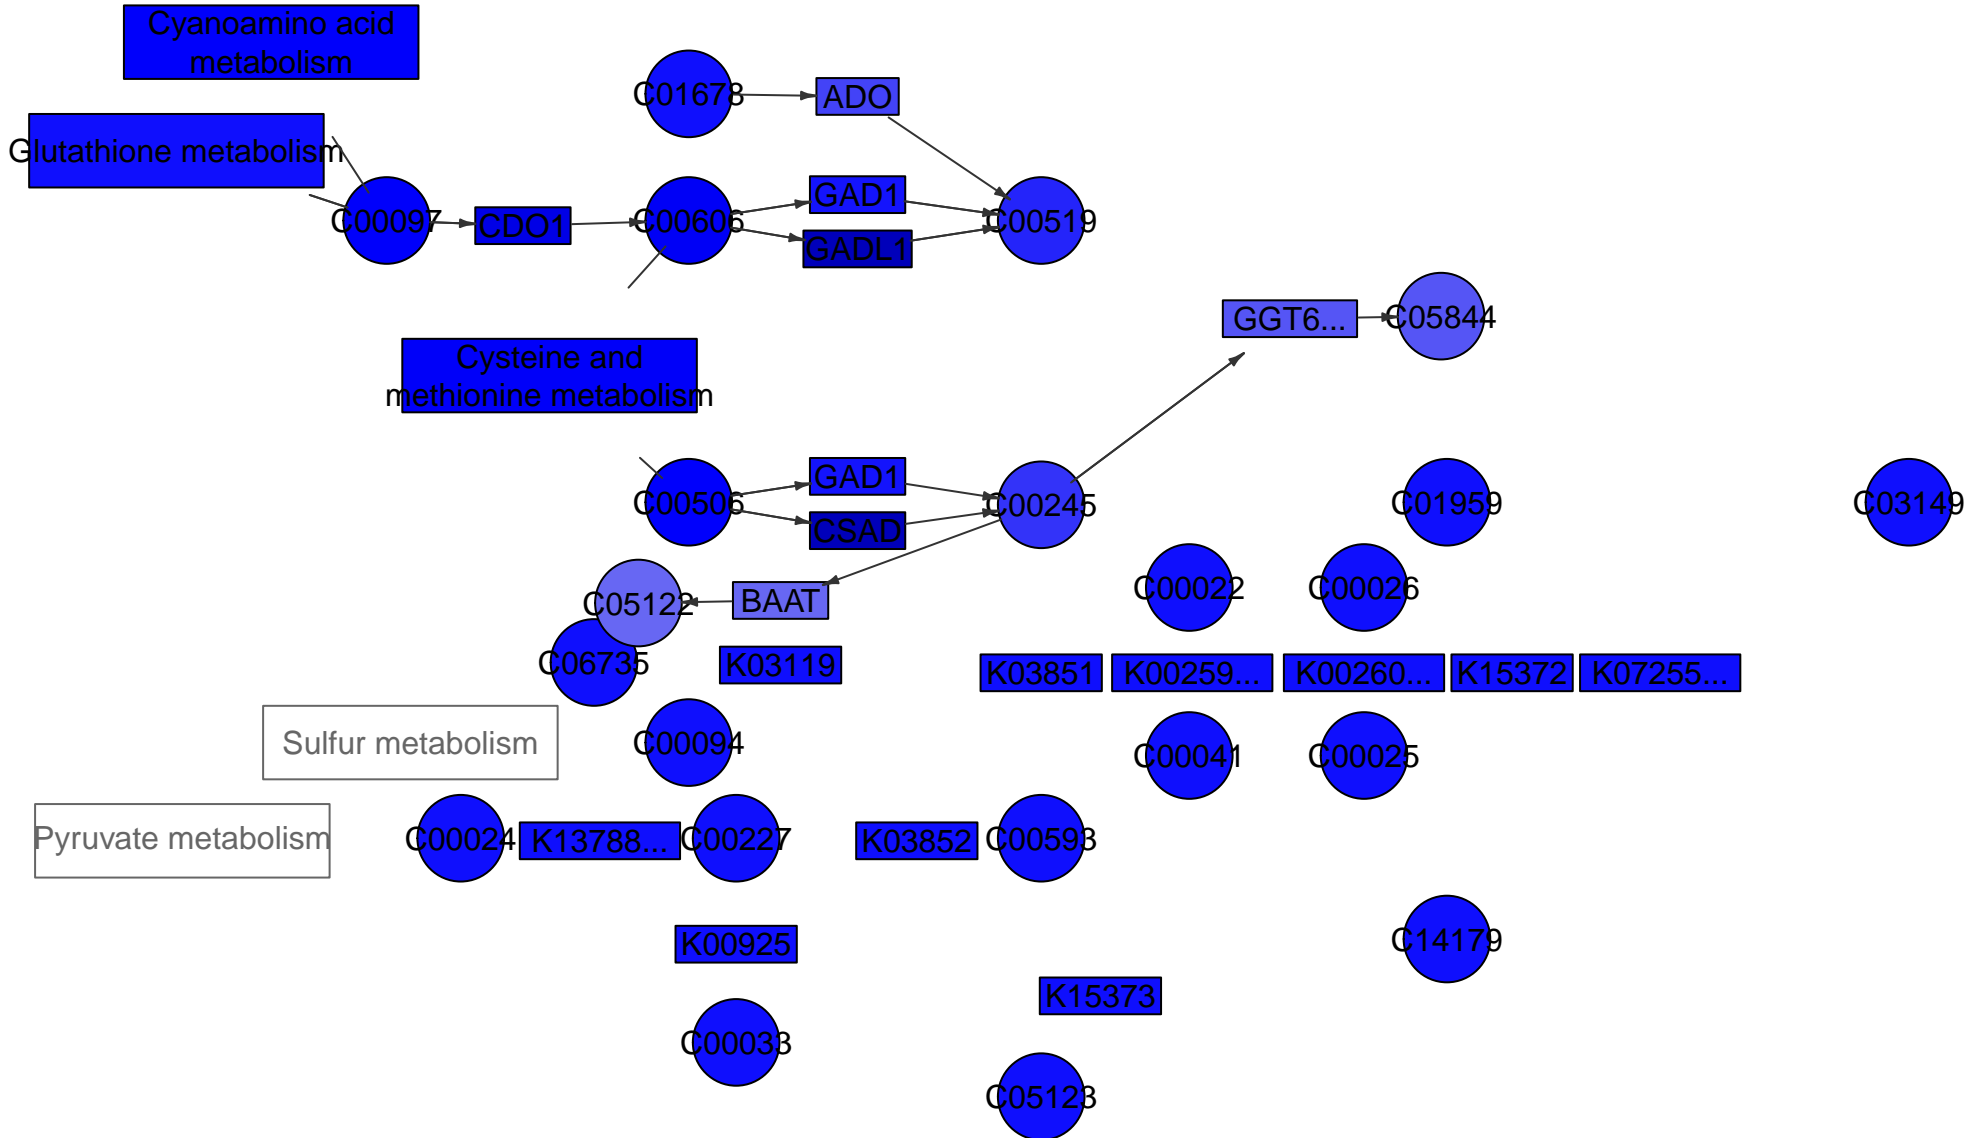 Cyanoamino acid
metabolism
C01678
ADO
Glutathione metabolism
C00097
CDO1
C00606
GAD1
GADL1
C00519
GGT6...
C05844
Cysteine and
methionine metabolism
C00506
GAD1
CSAD
C00245
C01959
C03149
C05122
BAAT
C00022
C00026
C06735
K03119
K03851
K00259...
K00260...
K15372
K07255...
Sulfur metabolism
C00094
C00041
C00025
Pyruvate metabolism
C00024
K13788...
C00227
K03852
C00593
K00925
C14179
K15373
C00033
C05123